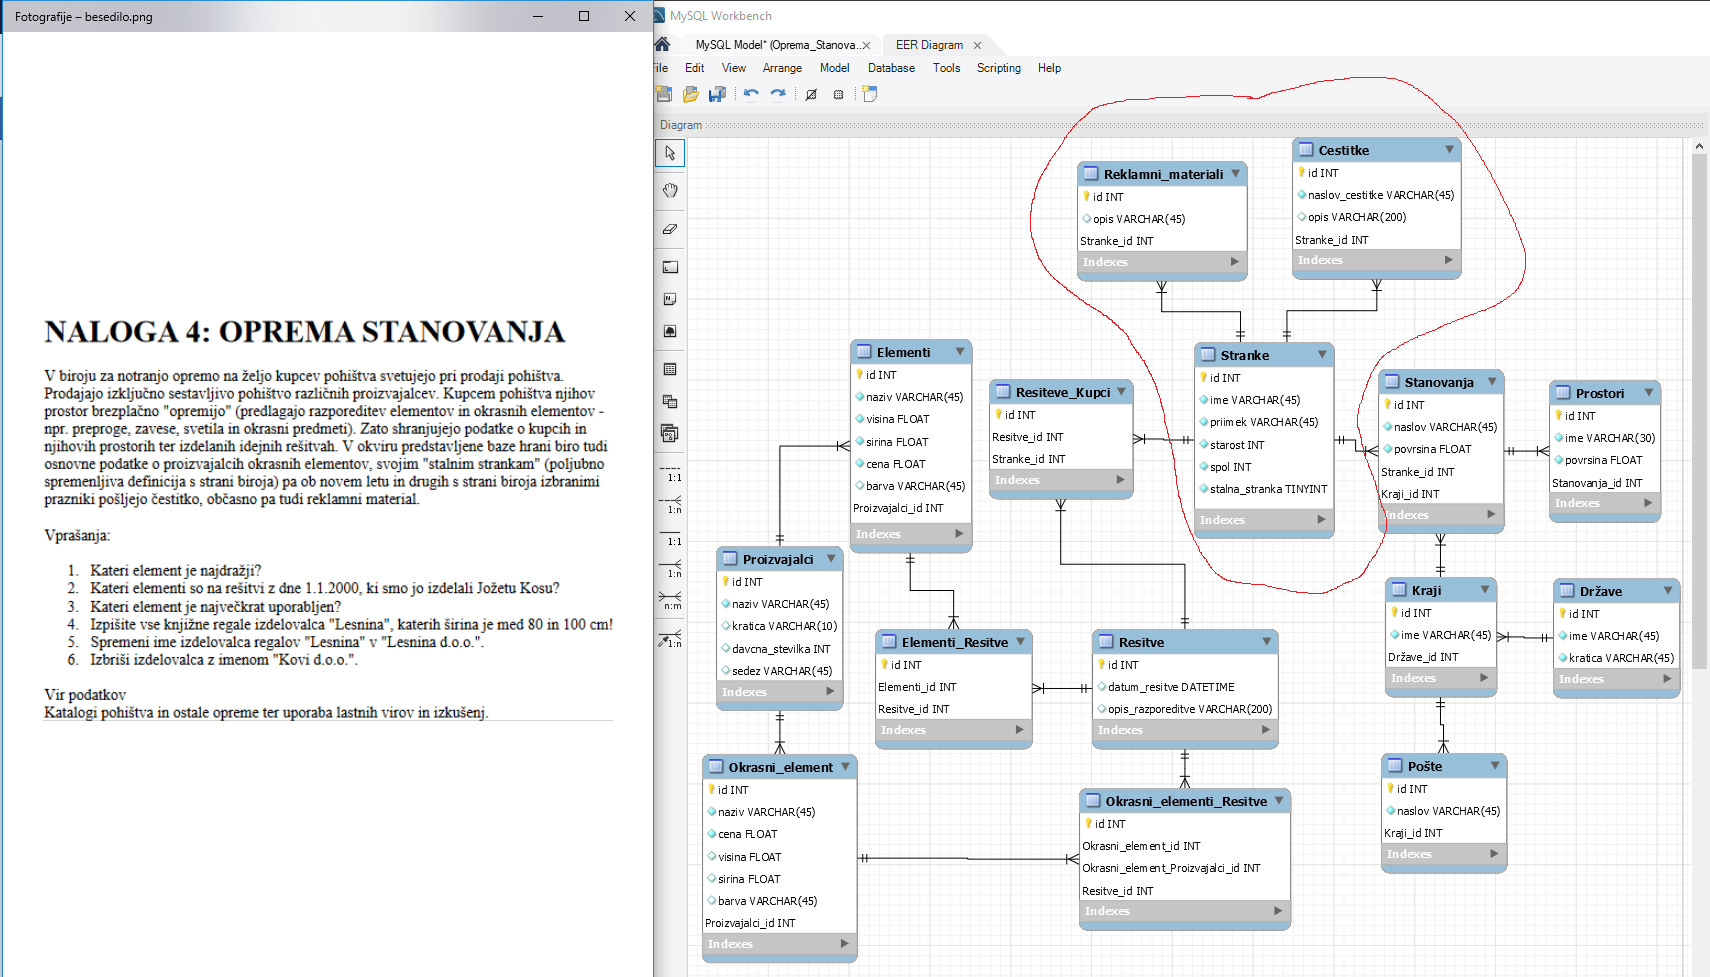 Fotografije – besedilo.png
NALOGA 4: OPREMA STANOVANJA
V biroju za notranjo opremo na željo kupcev pohištva svetujejo pri prodaji pohištva.
Prodajajo izključno sestavljivo pohištvo različnih proizvajalcev. Kupcem pohištva njihov
prostor brezplačno "opremijo" (predlagajo razporeditev elementov in okrasnih elementov -
npr. preproge, zavese, svetila in okrasni predmeti). Zato shranjujejo podatke o kupcih in
njihovih prostorih ter izdelanih idejnih rešitvah. V okviru predstavljene baze hrani biro tudi
osnovne podatke o proizvajalcih okrasnih elementov, svojim "stalnim strankam" (poljubno
spremenljiva definicija s strani biroja) pa ob novem letu in drugih s strani biroja izbranimi
prazniki pošljejo čestitko, občasno pa tudi reklamni material.
Vprašanja:
1. Kateri element je najdražji?
2. Kateri elementi so na rešitvi z dne 1.1.2000, ki smo jo izdelali Jožetu Kosu?
3. Kateri element je največkrat uporabljen?
4. Izpišite vse knjižne regale izdelovalca "Lesnina", katerih širina je med 80 in 100 cm!
5. Spremeni ime izdelovalca regalov "Lesnina" v "Lesnina d.o.o.".
6. Izbriši izdelovalca z imenom "Kovi d.o.o.".
Vir podatkov
Katalogi pohištva in ostale opreme ter uporaba lastnih virov in izkušenj.
MySQL Workbench
MySQL Model* (Oprema_Stanova...
EER Diagram
File Edit View Arrange Model Database Tools Scripting Help
Diagram
1:1
1:n
1:1
1:n
n:m
1:n
Reklamni_materiali
id INT
opis VARCHAR(45)
Stranke_id INT
Indexes
Cestitke
id INT
naslov_cestitke VARCHAR(45)
opis VARCHAR(200)
Stranke_id INT
Indexes
Elementi
id INT
naziv VARCHAR(45)
visina FLOAT
sirina FLOAT
cena FLOAT
barva VARCHAR(45)
Proizvajalci_id INT
Indexes
Resiteve_Kupci
id INT
Resitve_id INT
Stranke_id INT
Indexes
Stranke
id INT
ime VARCHAR(45)
priimek VARCHAR(45)
starost INT
spol INT
stalna_stranka TINYINT
Indexes
Stanovanja
id INT
naslov VARCHAR(45)
povrsina FLOAT
Stranke_id INT
Kraji_id INT
Indexes
Prostori
id INT
ime VARCHAR(30)
povrsina FLOAT
Stanovanja_id INT
Indexes
Proizvajalci
id INT
naziv VARCHAR(45)
kratica VARCHAR(10)
davcna_stevilka INT
sedez VARCHAR(45)
Indexes
Elementi_Resitve
id INT
Elementi_id INT
Resitve_id INT
Indexes
Resitve
id INT
datum_resitve DATETIME
opis_razporeditve VARCHAR(200)
Indexes
Kraji
id INT
ime VARCHAR(45)
Države_id INT
Indexes
Države
id INT
ime VARCHAR(45)
kratica VARCHAR(45)
Indexes
Okrasni_element
id INT
naziv VARCHAR(45)
cena FLOAT
visina FLOAT
sirina FLOAT
barva VARCHAR(45)
Proizvajalci_id INT
Indexes
Okrasni_elementi_Resitve
id INT
Okrasni_element_id INT
Okrasni_element_Proizvajalci_id INT
Resitve_id INT
Indexes
Pošte
id INT
naslov VARCHAR(45)
Kraji_id INT
Indexes